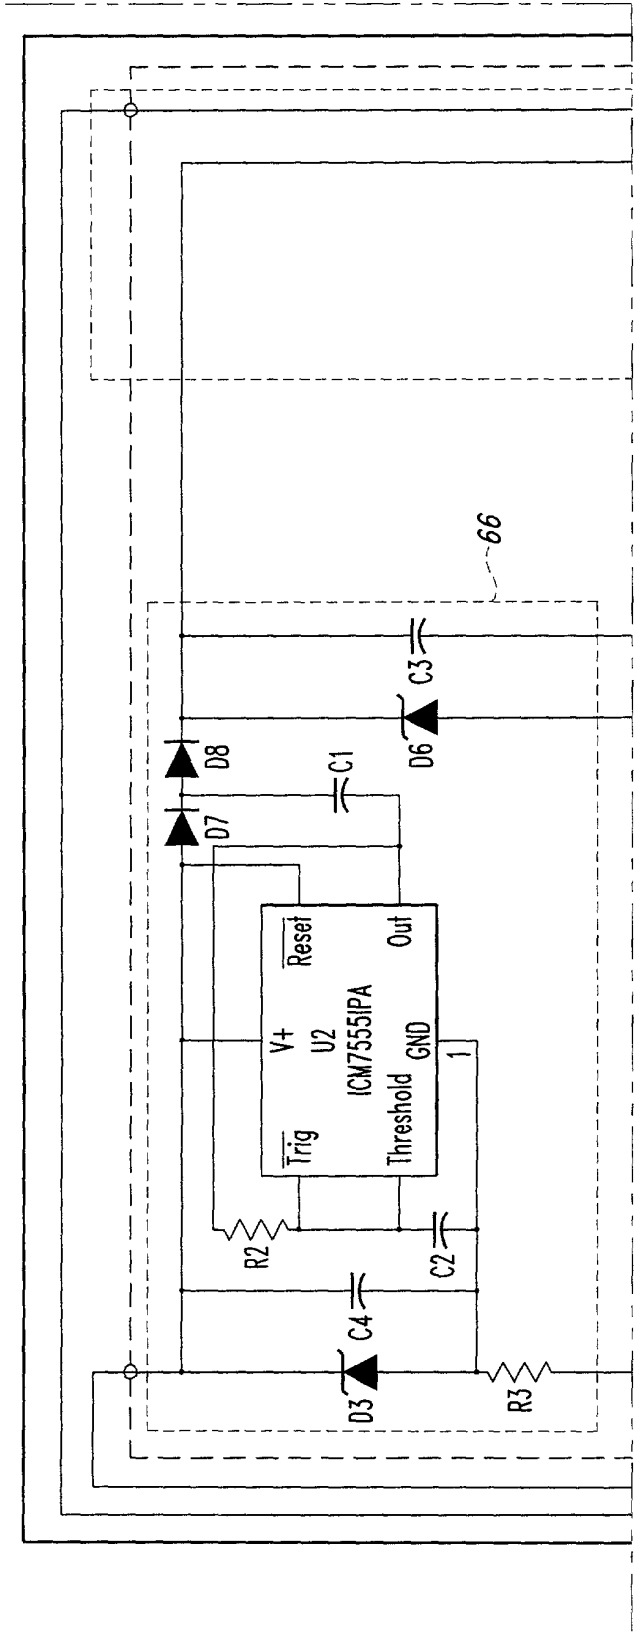 66
D8
D7
C1
C3
D6
Reset
Out
V+
U2
ICM7555IPA
GND
1
Trig
Threshold
R2
C2
C4
D3
R3